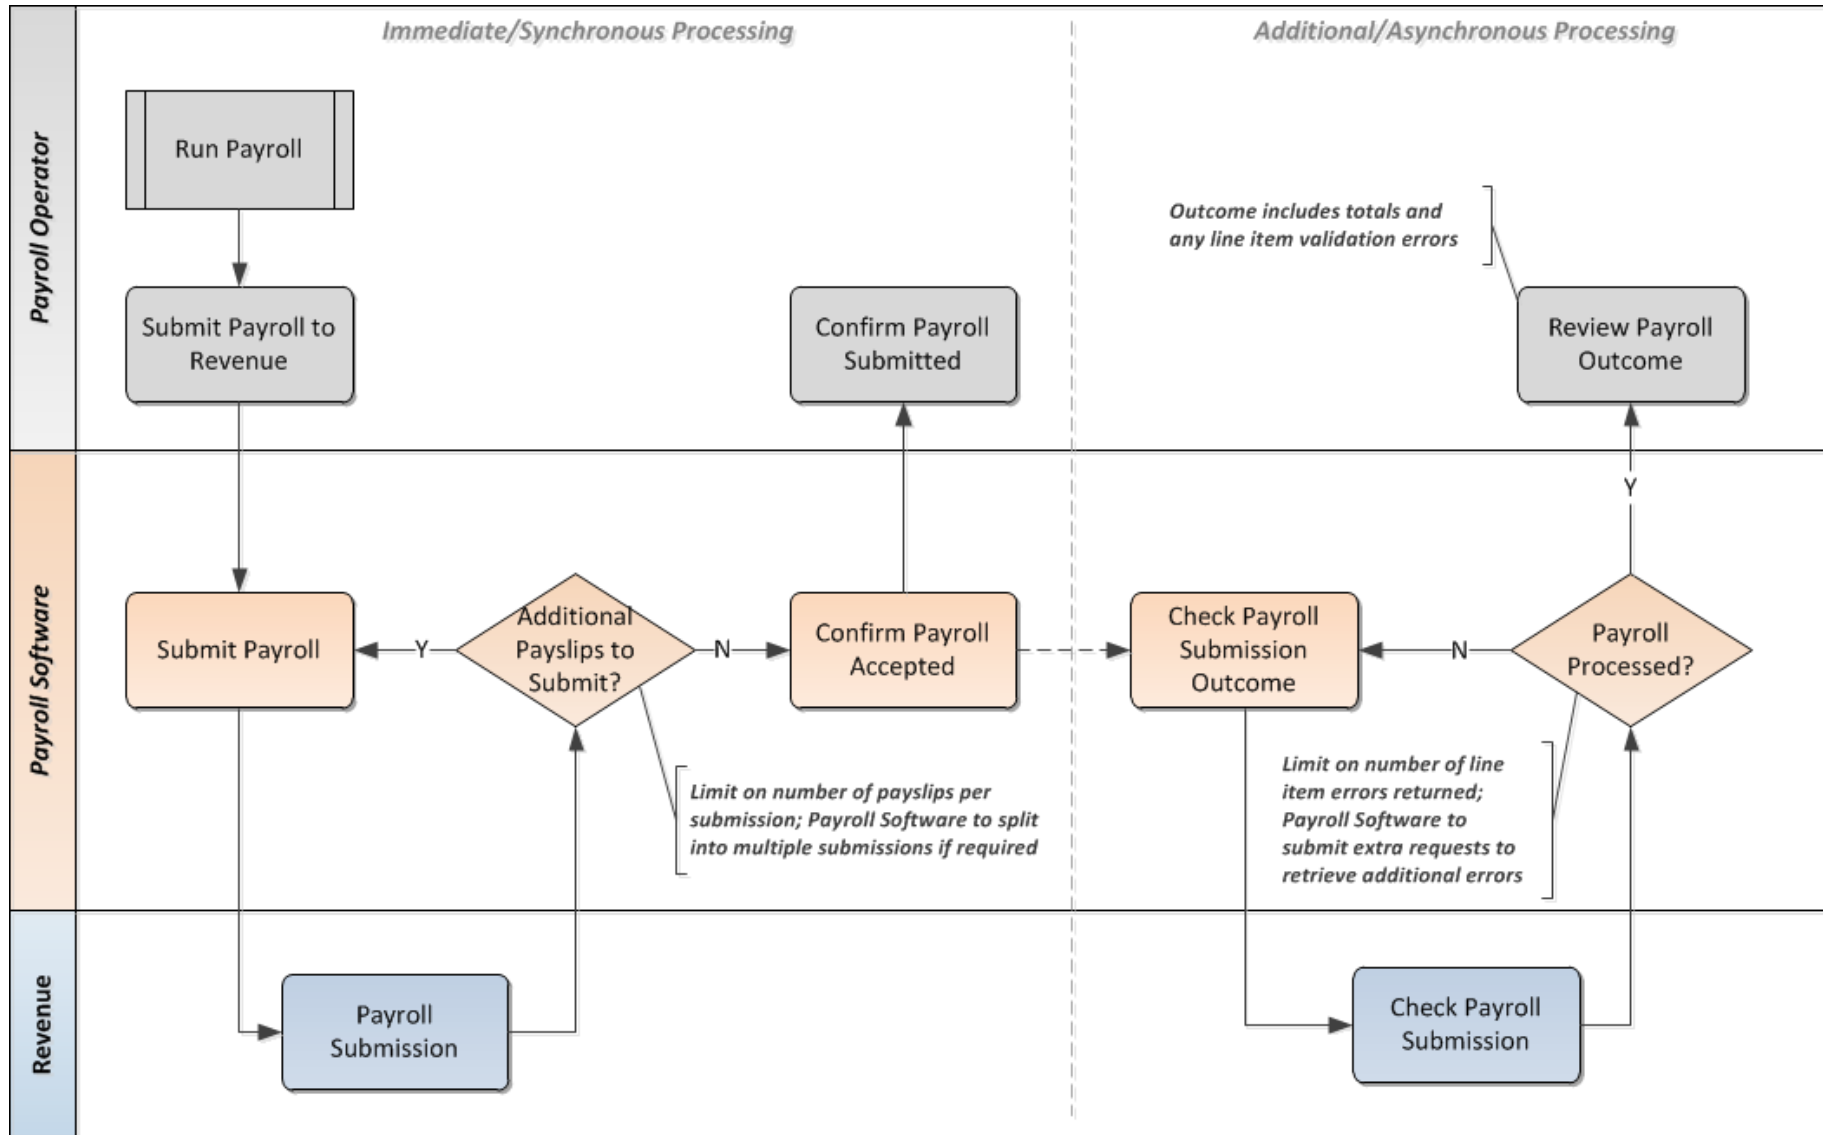 Immediate/Synchronous Processing
Additional/Asynchronous Processing
Payroll Operator
Run Payroll
Outcome includes totals and
any line item validation errors
Submit Payroll to
Revenue
Confirm Payroll
Submitted
Review Payroll
Outcome
Y
Payroll Software
Submit Payroll
Y
Additional
Payslips to
Submit?
N
Confirm Payroll
Accepted
Check Payroll
Submission
Outcome
N
Payroll
Processed?
Limit on number of payslips per
submission; Payroll Software to split
into multiple submissions if required
Limit on number of line
item errors returned;
Payroll Software to
submit extra requests to
retrieve additional errors
Revenue
Payroll
Submission
Check Payroll
Submission